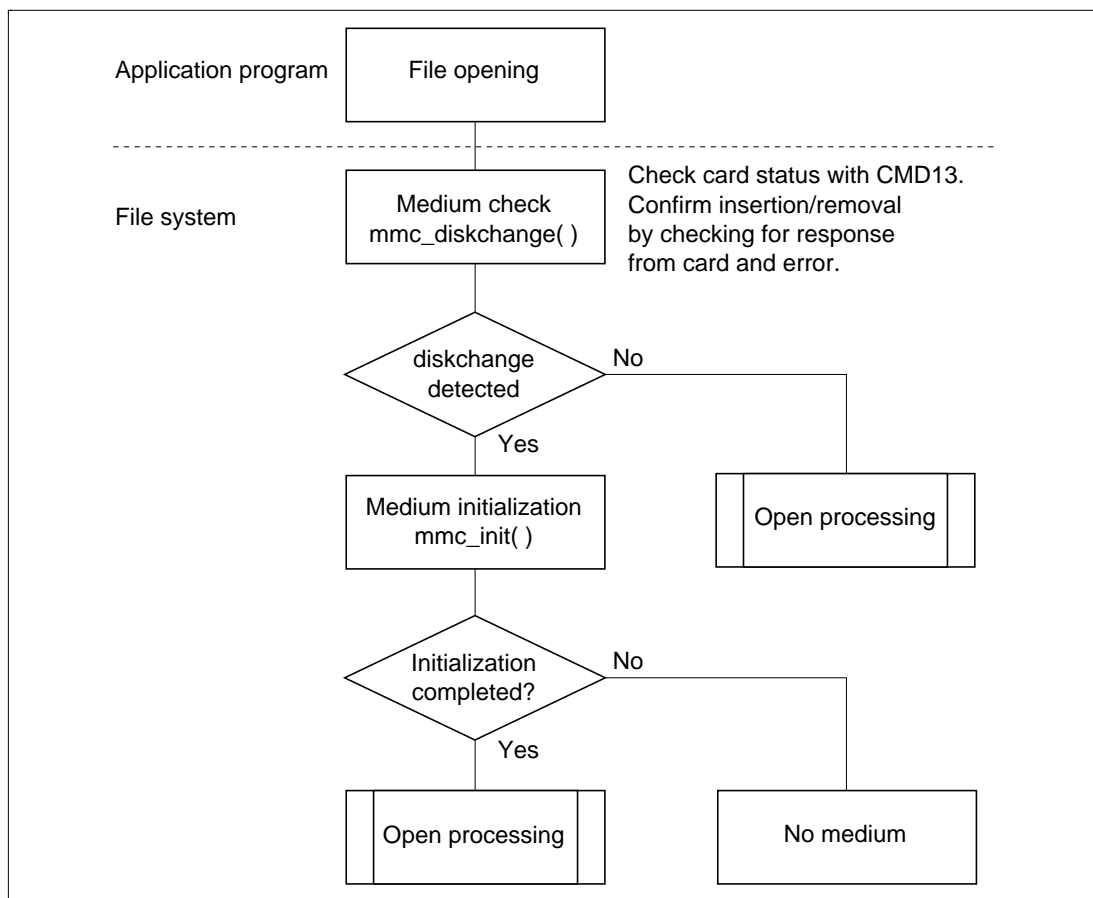 Application program
File opening
File system
Medium check
mmc_diskchange( )
Check card status with CMD13.
Confirm insertion/removal
by checking for response
from card and error.
diskchange
detected
No
Yes
Medium initialization
mmc_init( )
Open processing
Initialization
completed?
No
Yes
Open processing
No medium